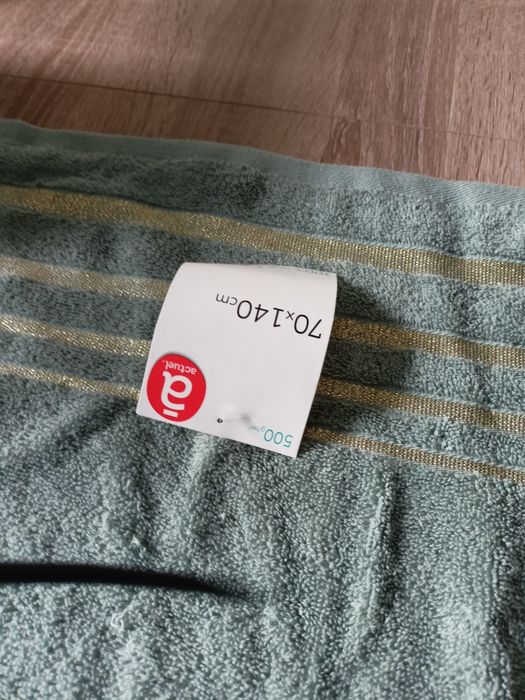 500g/m²
ā
actuel.
70x140cm